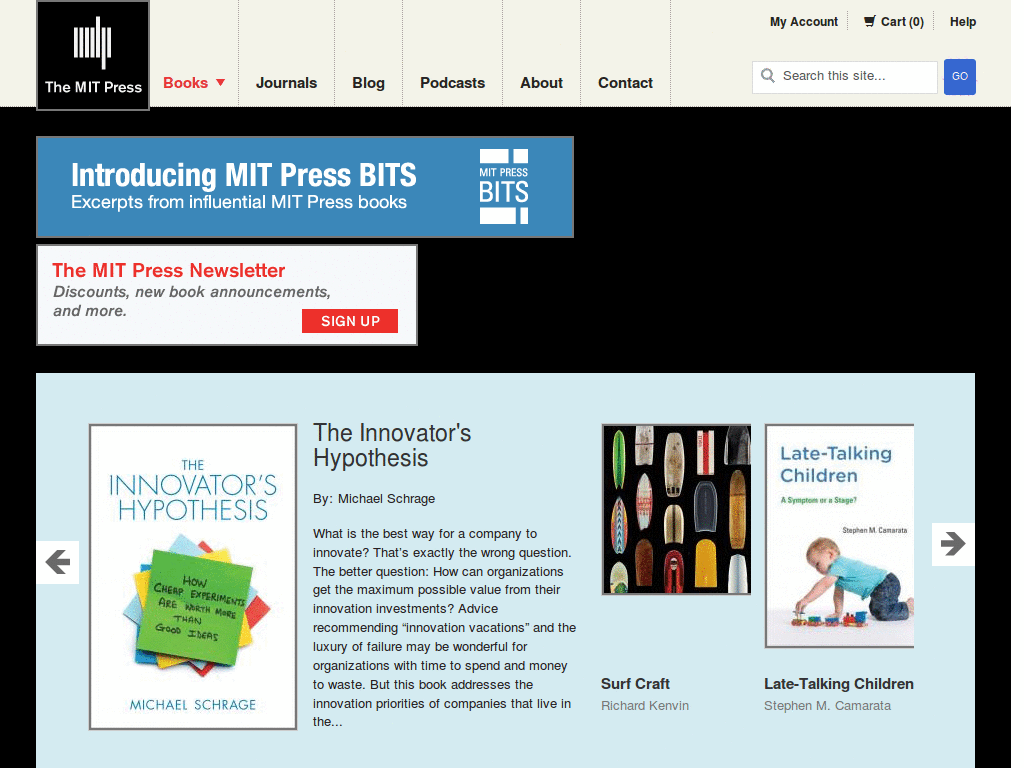 My Account
Cart (0)
Help
The MIT Press
Books
Journals
Blog
Podcasts
About
Contact
Search this site...
GO
Introducing MIT Press BITS
Excerpts from influential MIT Press books
MIT PRESS
BITS
The MIT Press Newsletter
Discounts, new book announcements,
and more.
SIGN UP
THE
INNOVATOR'S
HYPOTHESIS
HOW
CHEAP EXPERIMENTS
ARE WORTH MORE
THAN
GOOD IDEAS
MICHAEL SCHRAGE
The Innovator's
Hypothesis
By: Michael Schrage
What is the best way for a company to
innovate? That’s exactly the wrong question.
The better question: How can organizations
get the maximum possible value from their
innovation investments? Advice
recommending “innovation vacations” and the
luxury of failure may be wonderful for
organizations with time to spend and money
to waste. But this book addresses the
innovation priorities of companies that live in
the...
Surf Craft
Richard Kenvin
Late-Talking
Children
A Symptom or a Stage?
Stephen M. Camarata
Late-Talking Children
Stephen M. Camarata